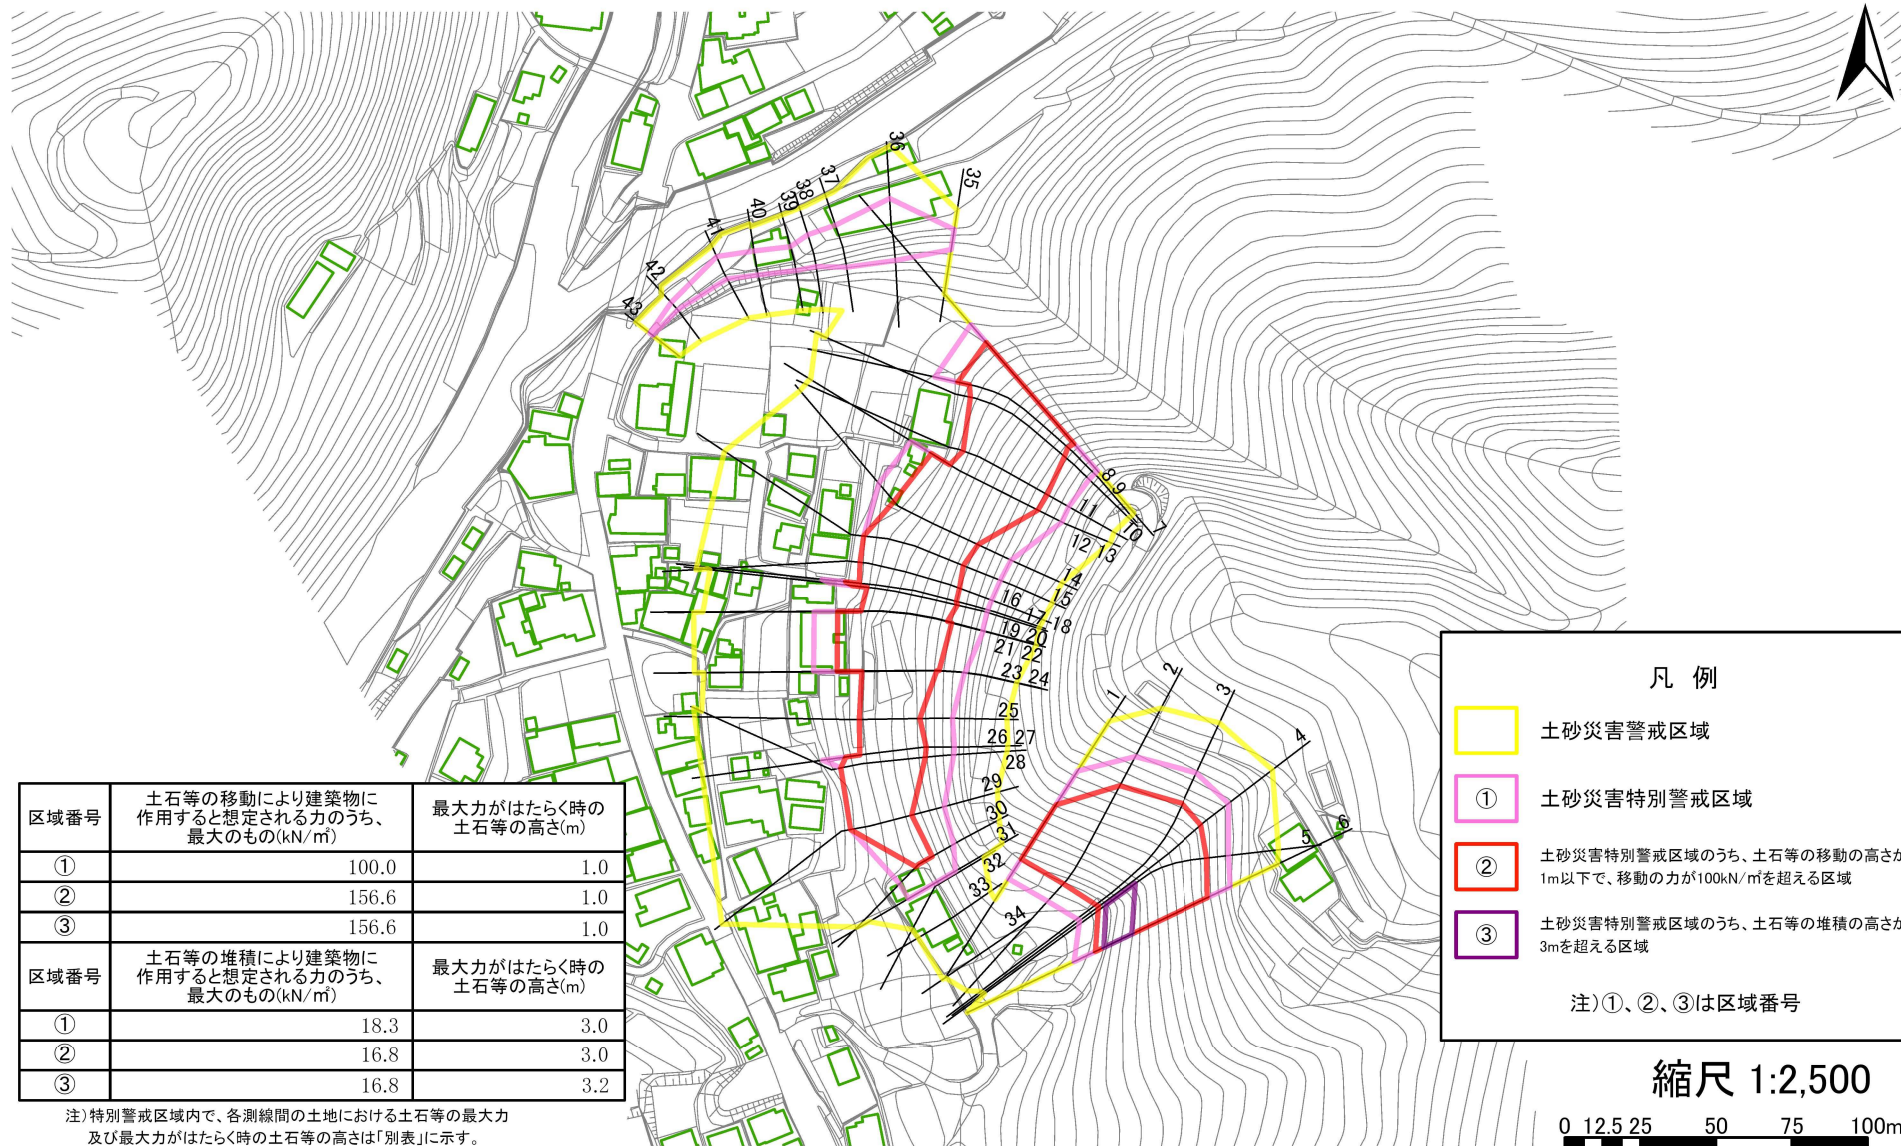 36
35
37
38
39
40
41
42
43
8
9
7
10
11
12 13
14
15
16
17
18
19 20
21 22
23 24
25
26 27
28
29
30
31
32
33
34
1
2
3
4
5
6
凡 例
土砂災害警戒区域
① 土砂災害特別警戒区域
② 土砂災害特別警戒区域のうち、土石等の移動の高さが
1m以下で、移動の力が100kN/㎡を超える区域
③ 土砂災害特別警戒区域のうち、土石等の堆積の高さが
3mを超える区域
注)①、②、③は区域番号
区域番号 土石等の移動により建築物に作用すると想定される力のうち、最大のもの(kN/㎡) 最大力がはたらく時の土石等の高さ(m)
① 100.0 1.0
② 156.6 1.0
③ 156.6 1.0
区域番号 土石等の堆積により建築物に作用すると想定される力のうち、最大のもの(kN/㎡) 最大力がはたらく時の土石等の高さ(m)
① 18.3 3.0
② 16.8 3.0
③ 16.8 3.2
注)特別警戒区域内で、各測線間の土地における土石等の最大力
及び最大力がはたらく時の土石等の高さは「別表」に示す。
縮尺 1:2,500
0 12.5 25 50 75 100m